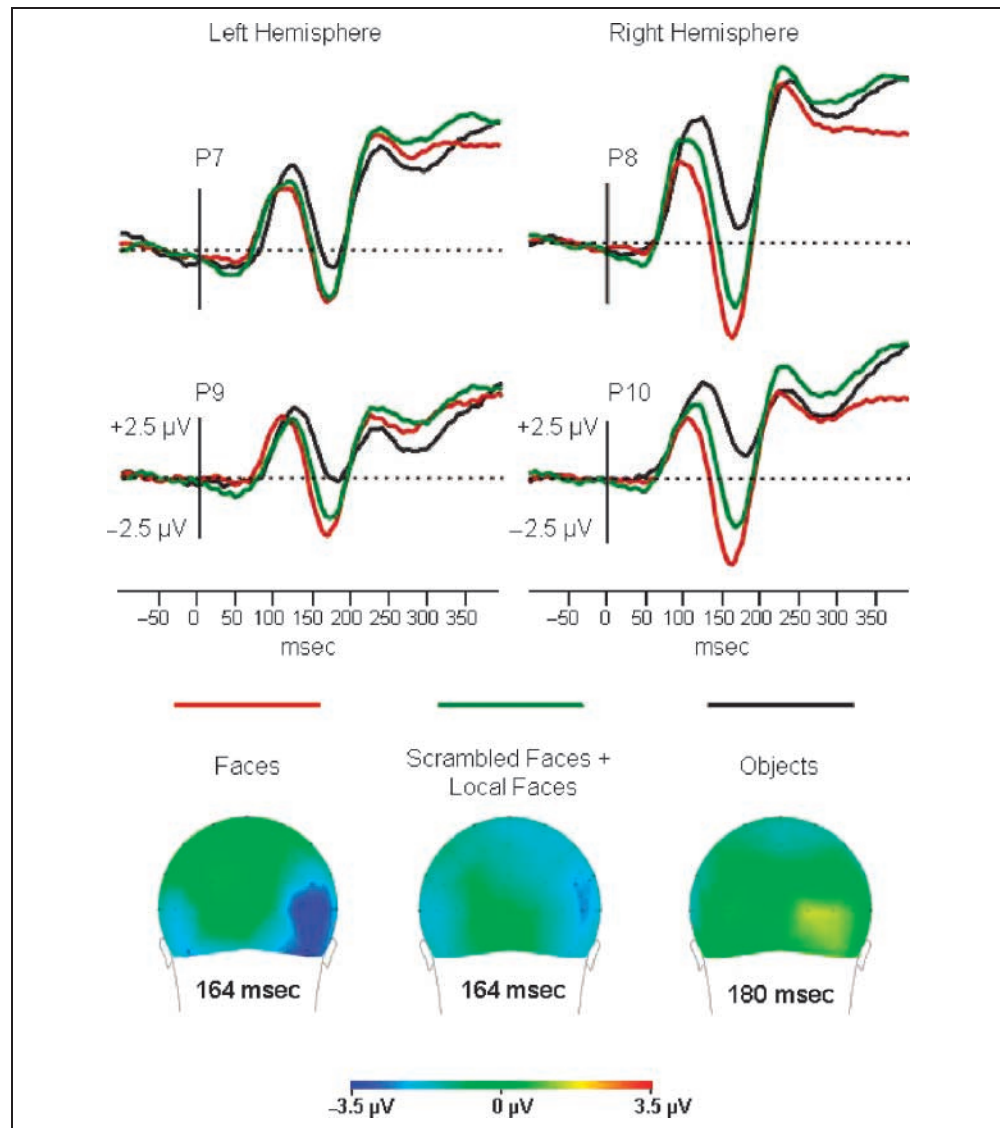 Left Hemisphere
Right Hemisphere
P7
P8
P9
P10
+2.5 µV
+2.5 µV
−2.5 µV
−2.5 µV
−50 0 50 100 150 200 250 300 350
−50 0 50 100 150 200 250 300 350
msec
msec
Faces
Scrambled Faces +
Local Faces
Objects
164 msec
164 msec
180 msec
−3.5 µV 0 µV 3.5 µV